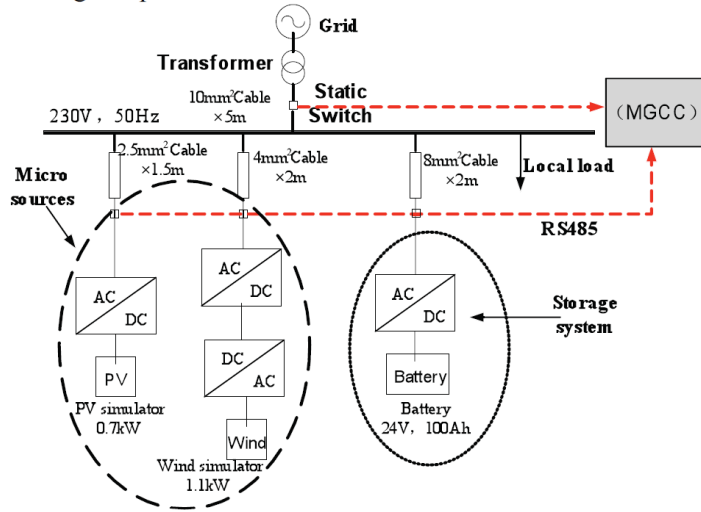 Grid
Transformer
Static
Switch
10mm²Cable
×5m
(MGCC)
230V，50Hz
2.5mm²Cable
×1.5m
4mm²Cable
×2m
8mm²Cable
×2m
Local load
Micro
sources
RS485
AC
DC
AC
DC
AC
DC
Storage
system
DC
AC
PV
Battery
PV simulator
0.7kW
Wind
Battery
24V，100Ah
Wind simulator
1.1kW